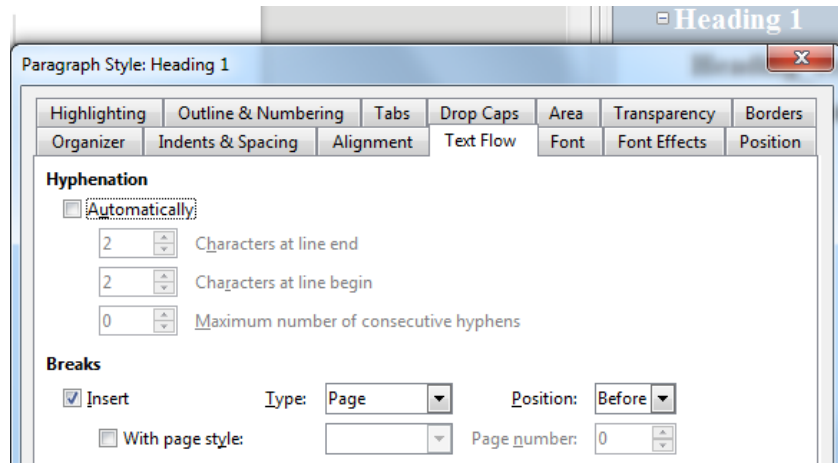 Heading 1
Paragraph Style: Heading 1
Highlighting Outline & Numbering Tabs Drop Caps Area Transparency Borders
Organizer Indents & Spacing Alignment Text Flow Font Font Effects Position
Hyphenation
Automatically
2 Characters at line end
2 Characters at line begin
0 Maximum number of consecutive hyphens
Breaks
Insert Type: Page Position: Before
With page style: Page number: 0